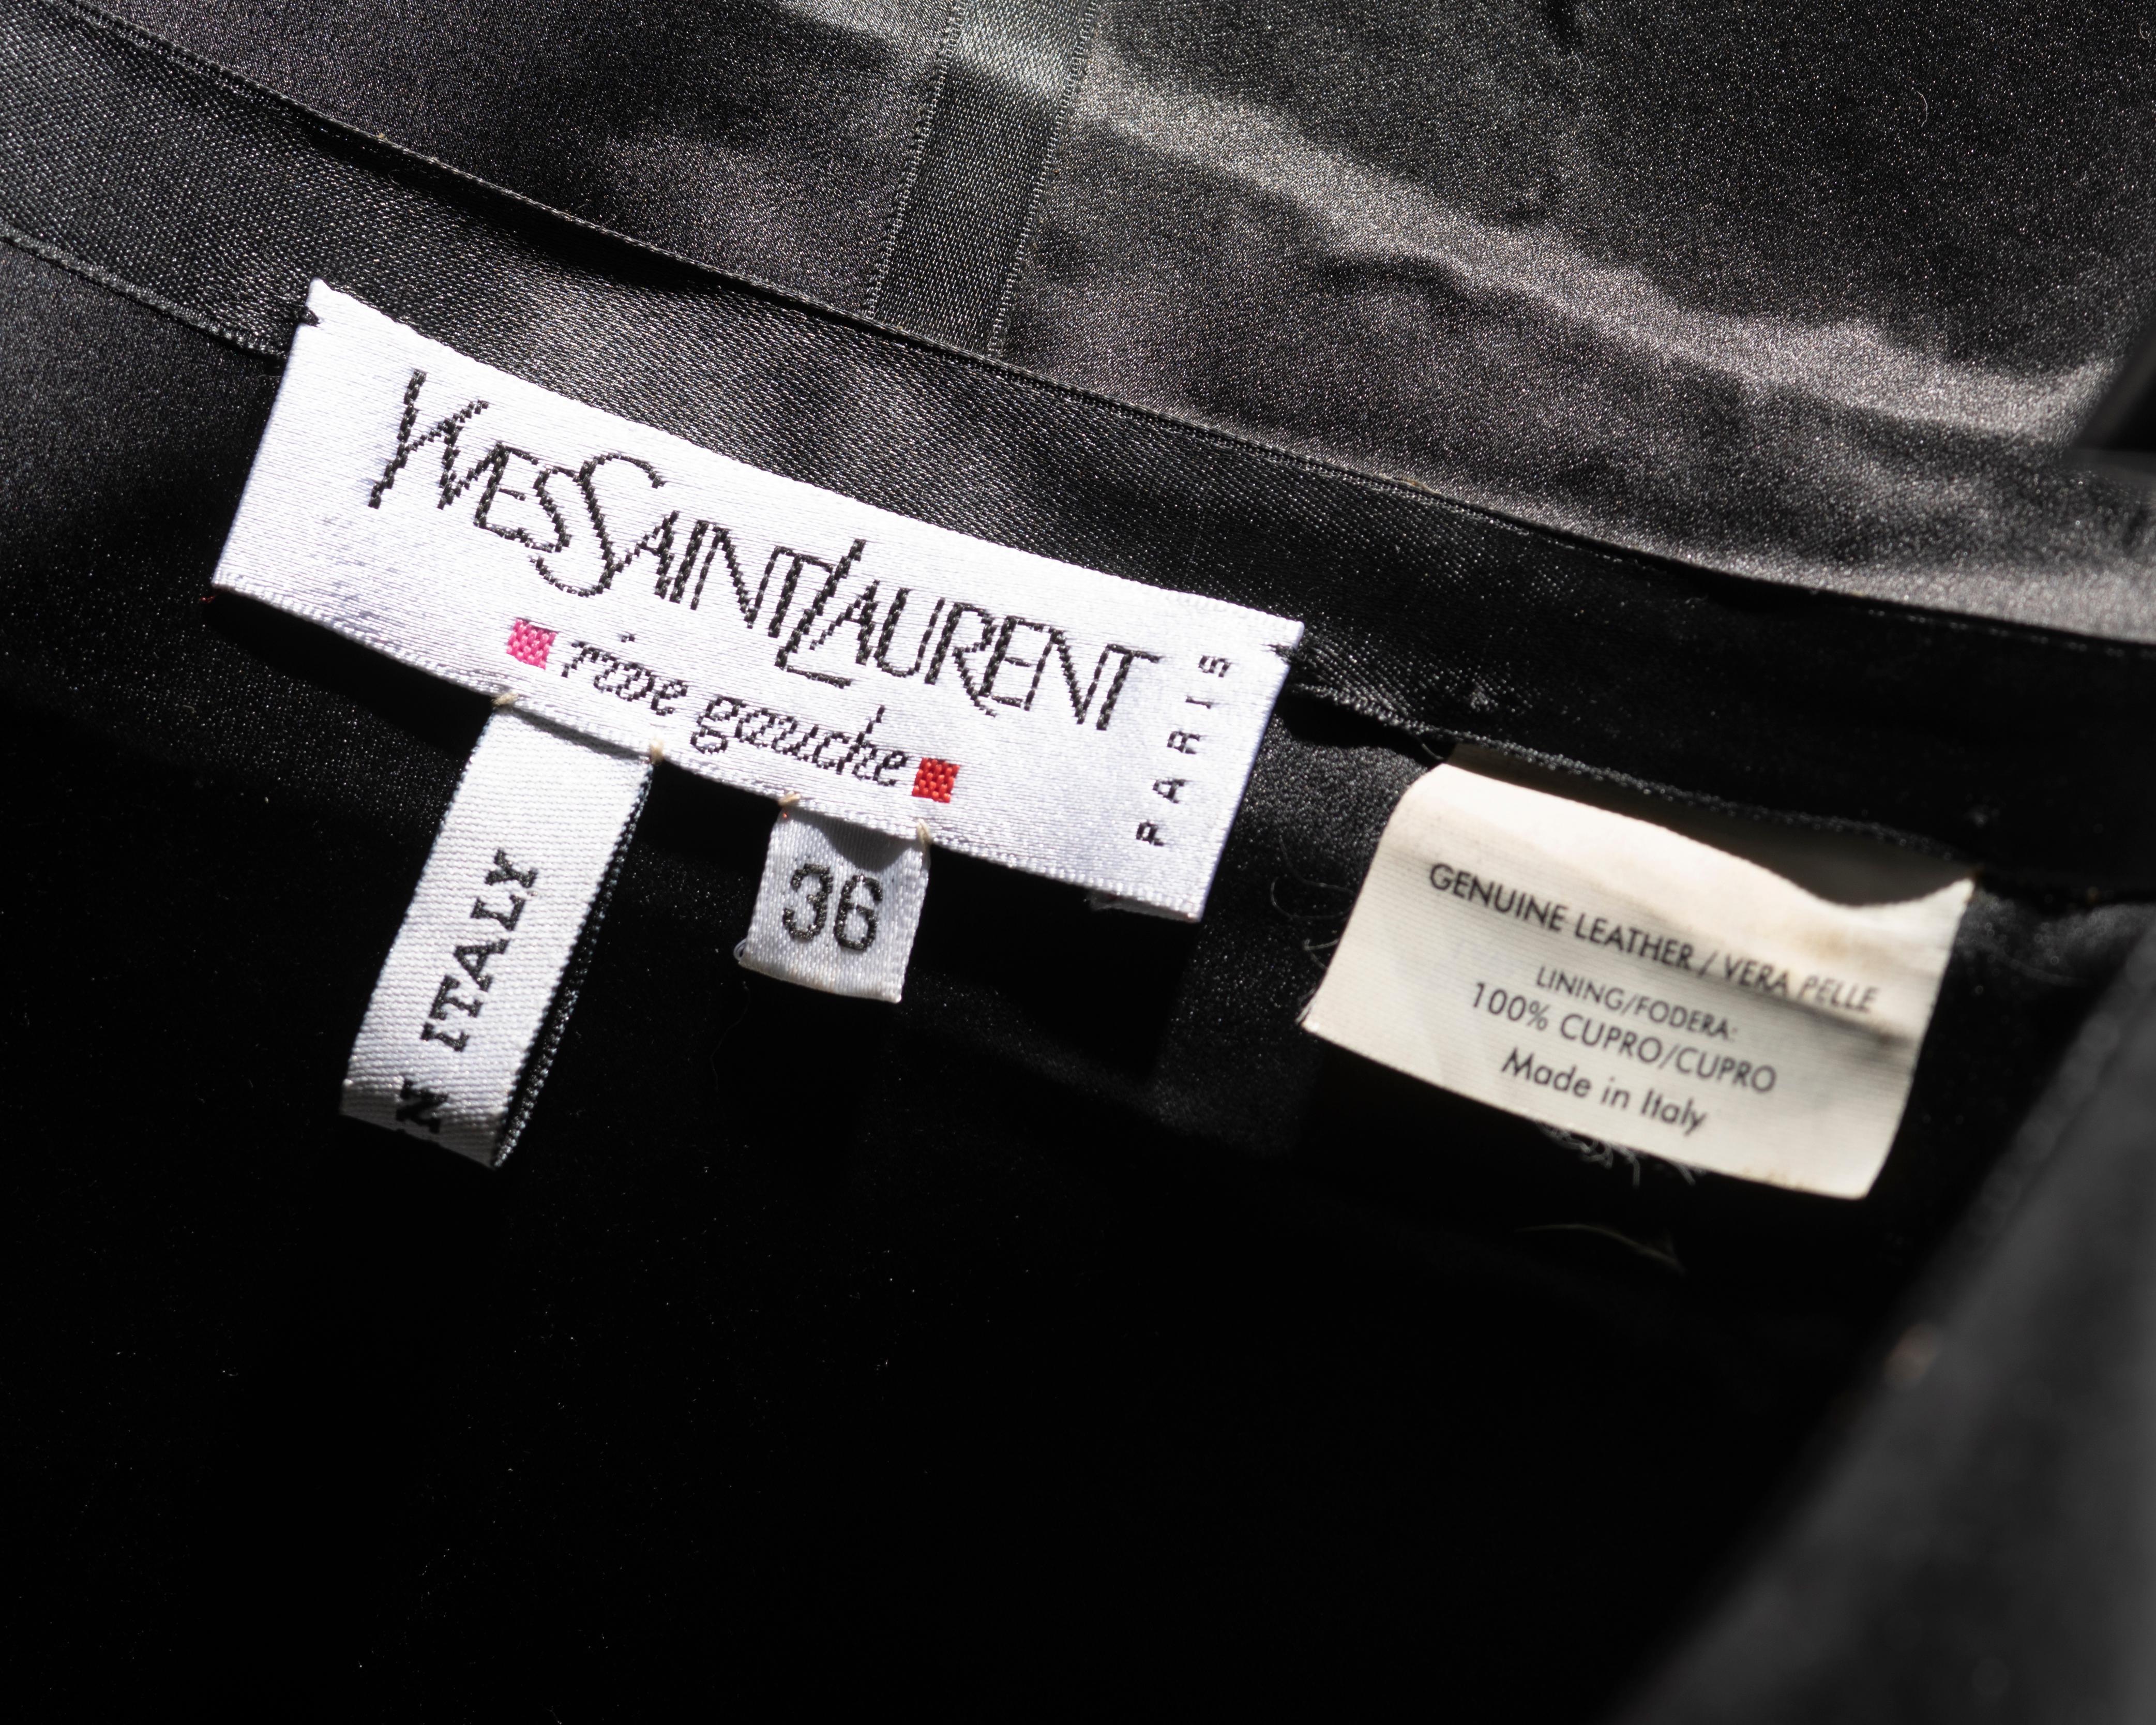 YVESSAINTLAURENT
rive gauche
PARIS
N ITALY
36
GENUINE LEATHER / VERA PELLE
LINING/FODERA:
100% CUPRO/CUPRO
Made in Italy